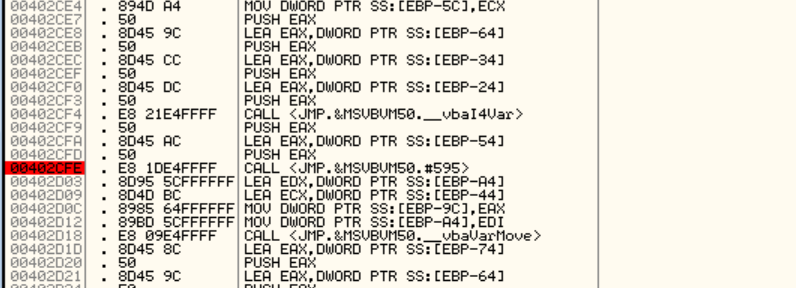 00402CE4 . 894D A4 MOV DWORD PTR SS:[EBP-5C],ECX
00402CE7 . 50 PUSH EAX
00402CE8 . 8D45 9C LEA EAX,DWORD PTR SS:[EBP-64]
00402CEB . 50 PUSH EAX
00402CEC . 8D45 CC LEA EAX,DWORD PTR SS:[EBP-34]
00402CEF . 50 PUSH EAX
00402CF0 . 8D45 DC LEA EAX,DWORD PTR SS:[EBP-24]
00402CF3 . 50 PUSH EAX
00402CF4 . E8 21E4FFFF CALL <JMP.&MSVBVM50.__vbaI4Var>
00402CF9 . 50 PUSH EAX
00402CFA . 8D45 AC LEA EAX,DWORD PTR SS:[EBP-54]
00402CFD . 50 PUSH EAX
00402CFE . E8 1DE4FFFF CALL <JMP.&MSVBVM50.#595>
00402D03 . 8D95 5CFFFFFF LEA EDX,DWORD PTR SS:[EBP-A4]
00402D09 . 8D4D BC LEA ECX,DWORD PTR SS:[EBP-44]
00402D0C . 8985 64FFFFFF MOV DWORD PTR SS:[EBP-9C],EAX
00402D12 . 89BD 5CFFFFFF MOV DWORD PTR SS:[EBP-A4],EDI
00402D18 . E8 09E4FFFF CALL <JMP.&MSVBVM50.__vbaVarMove>
00402D1D . 8D45 8C LEA EAX,DWORD PTR SS:[EBP-74]
00402D20 . 50 PUSH EAX
00402D21 . 8D45 9C LEA EAX,DWORD PTR SS:[EBP-64]